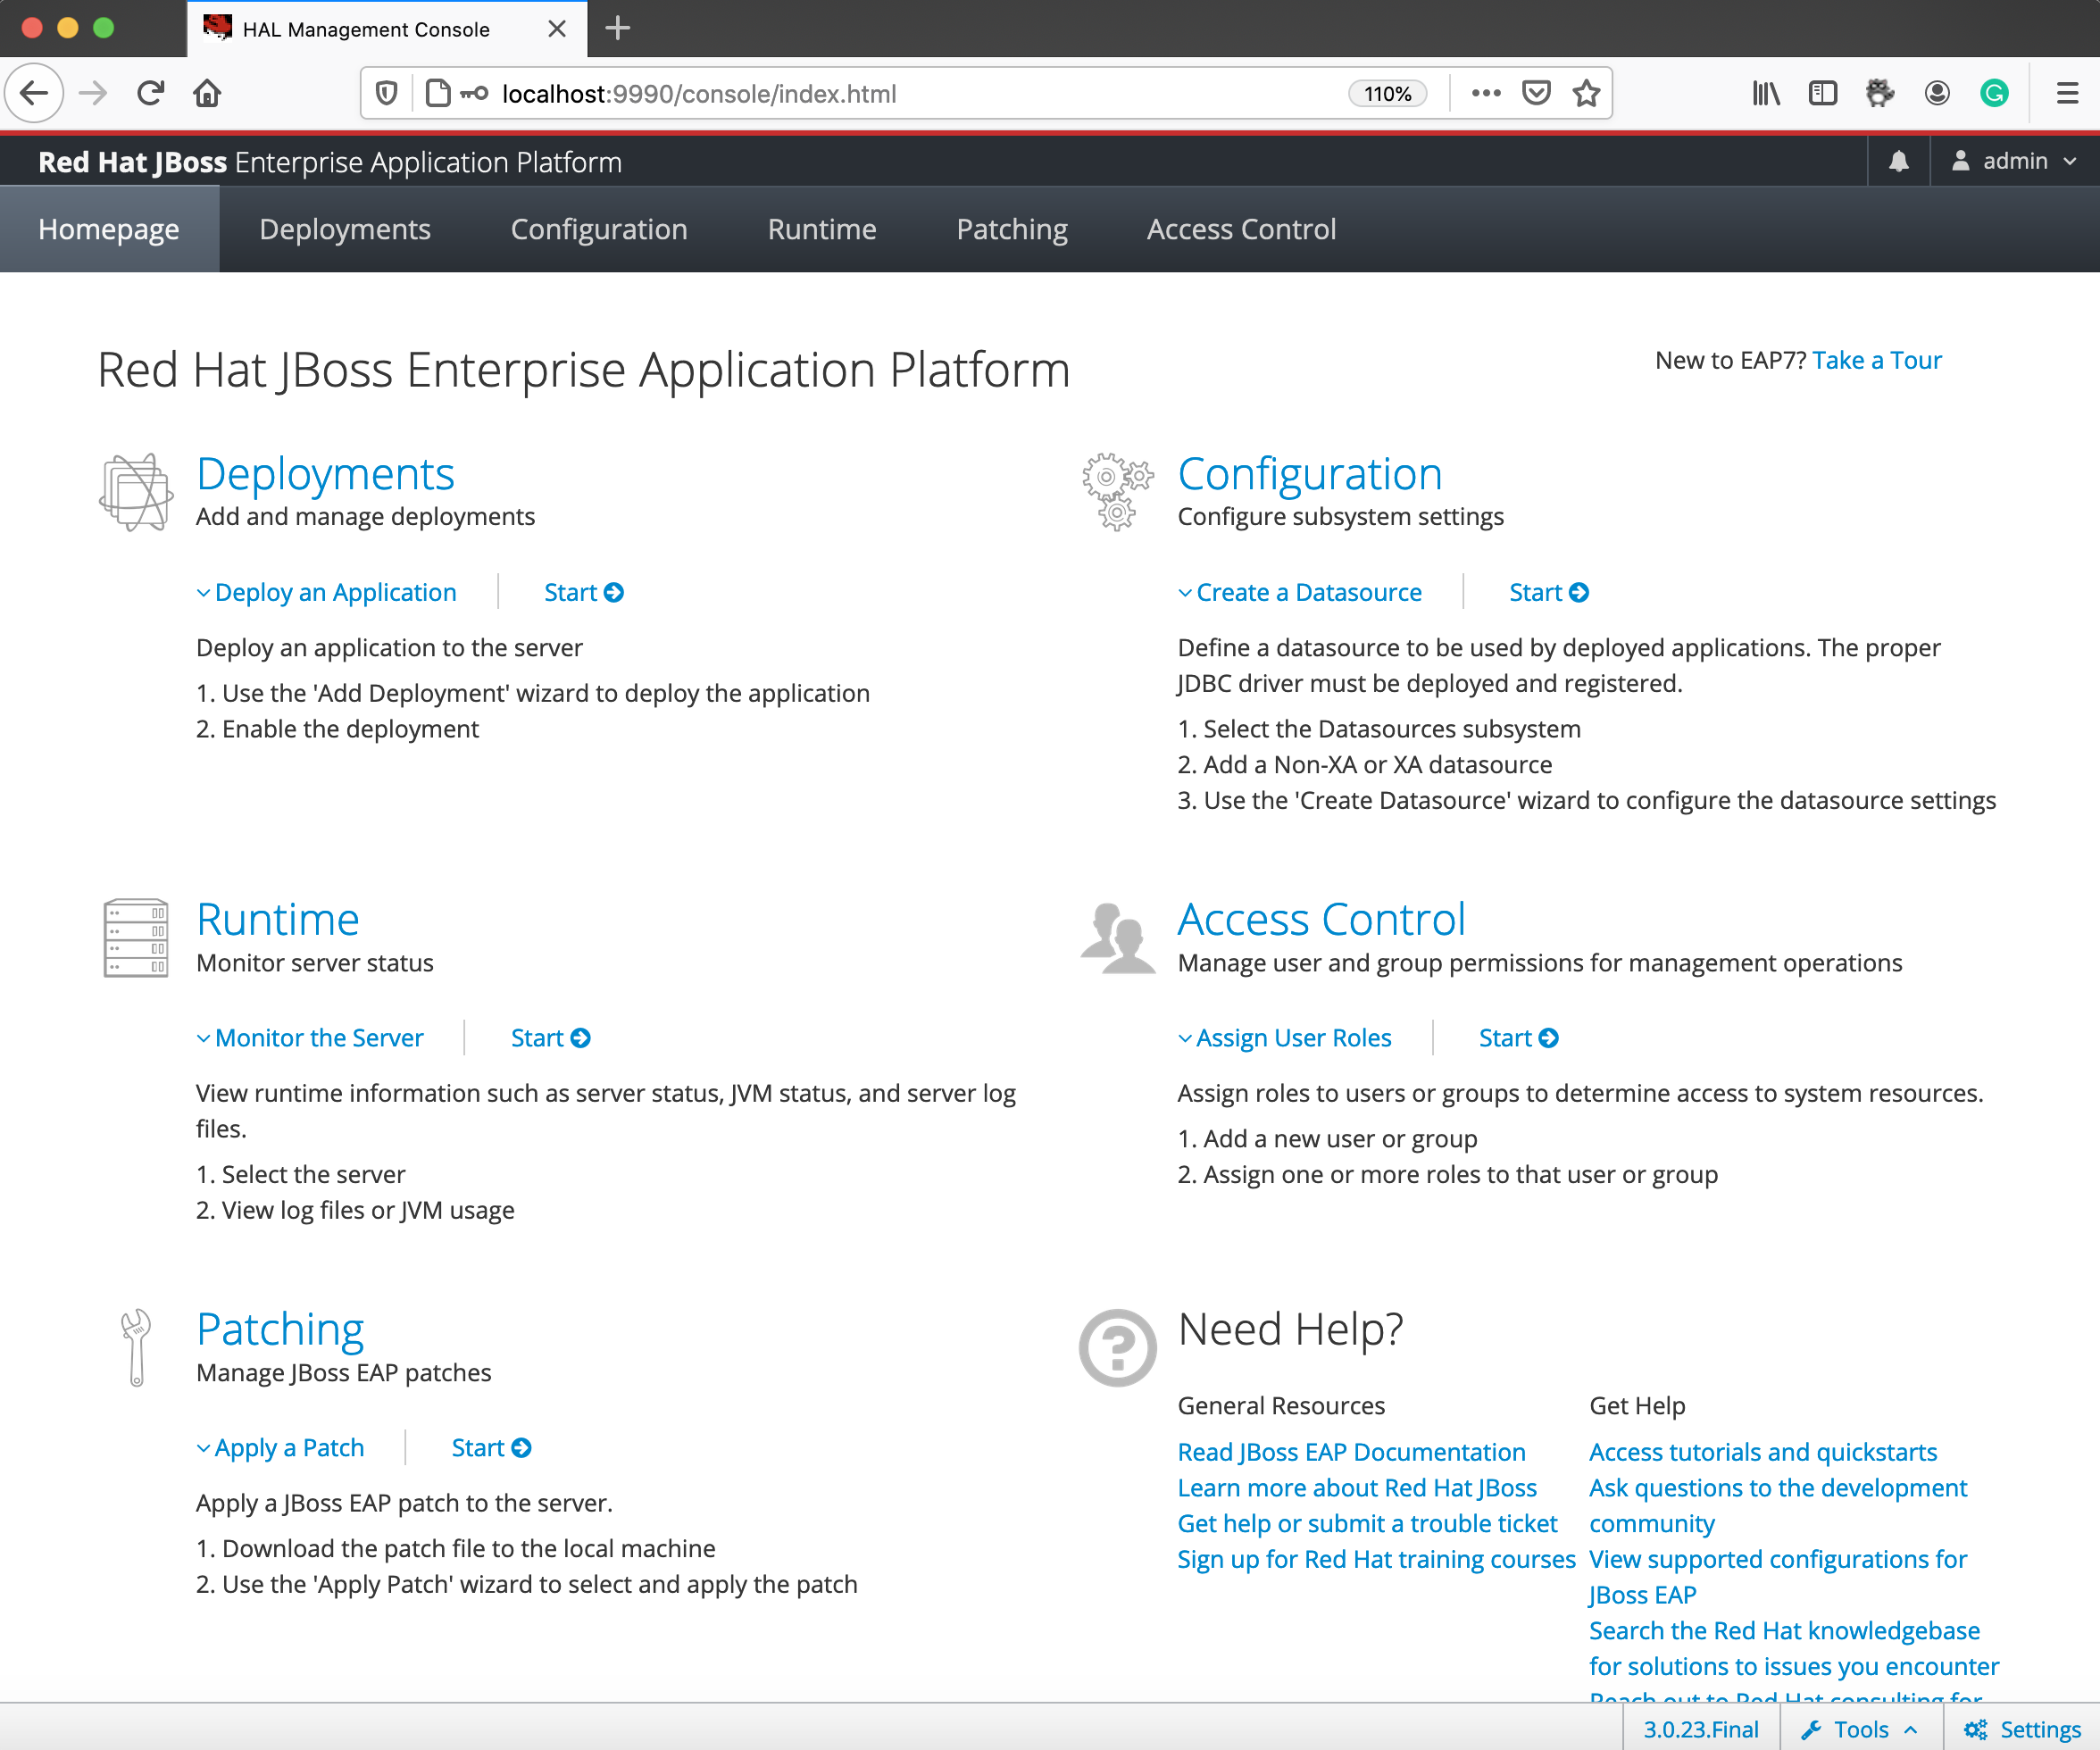 HAL Management Console
localhost:9990/console/index.html
110%
Red Hat JBoss Enterprise Application Platform
admin
Homepage
Deployments
Configuration
Runtime
Patching
Access Control
Red Hat JBoss Enterprise Application Platform
New to EAP7? Take a Tour
Deployments
Add and manage deployments
Deploy an Application
Start
Deploy an application to the server
1. Use the 'Add Deployment' wizard to deploy the application
2. Enable the deployment
Configuration
Configure subsystem settings
Create a Datasource
Start
Define a datasource to be used by deployed applications. The proper
JDBC driver must be deployed and registered.
1. Select the Datasources subsystem
2. Add a Non-XA or XA datasource
3. Use the 'Create Datasource' wizard to configure the datasource settings
Runtime
Monitor server status
Monitor the Server
Start
View runtime information such as server status, JVM status, and server log
files.
1. Select the server
2. View log files or JVM usage
Access Control
Manage user and group permissions for management operations
Assign User Roles
Start
Assign roles to users or groups to determine access to system resources.
1. Add a new user or group
2. Assign one or more roles to that user or group
Patching
Manage JBoss EAP patches
Apply a Patch
Start
Apply a JBoss EAP patch to the server.
1. Download the patch file to the local machine
2. Use the 'Apply Patch' wizard to select and apply the patch
Need Help?
General Resources
Read JBoss EAP Documentation
Learn more about Red Hat JBoss
Get help or submit a trouble ticket
Sign up for Red Hat training courses
Get Help
Access tutorials and quickstarts
Ask questions to the development
community
View supported configurations for
JBoss EAP
Search the Red Hat knowledgebase
for solutions to issues you encounter
Reach out to Red Hat consulting for
3.0.23.Final
Tools
Settings